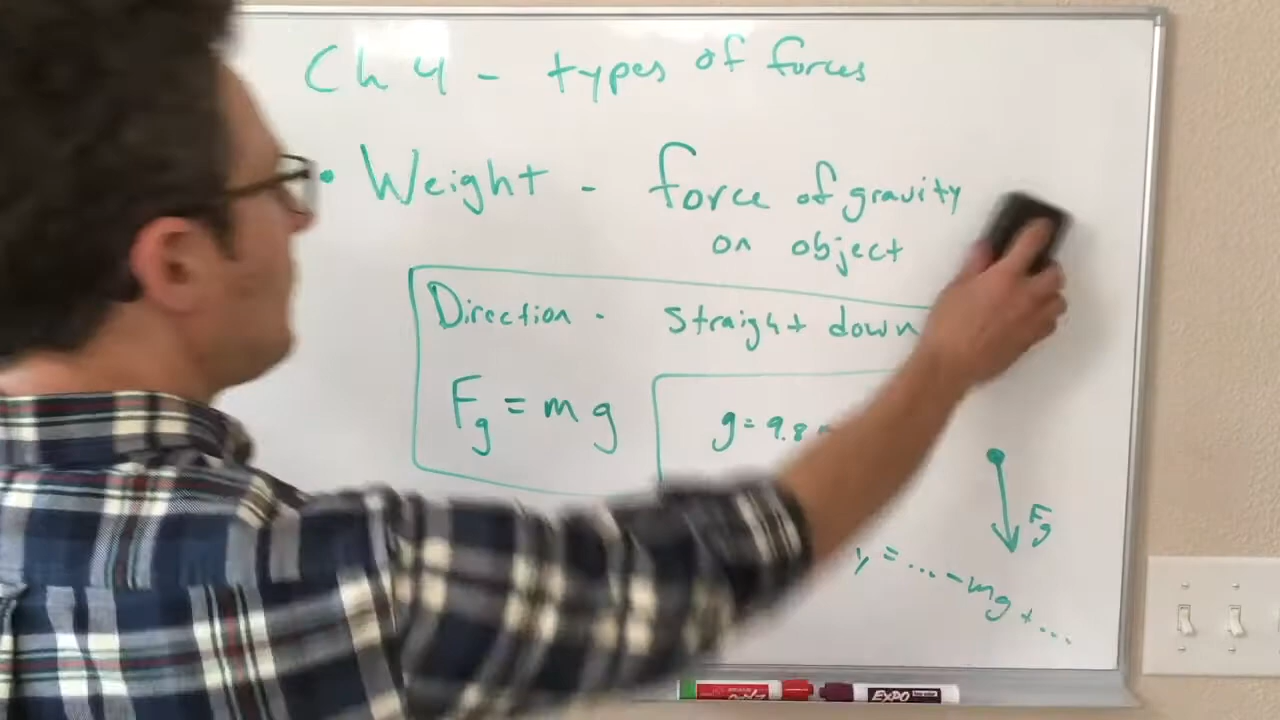 Ch 4 - types of forces
• Weight - force of gravity
on object
Direction - straight down
Fg = mg
g = 9.8
Fg
y = ... - mg + ...
EXPO